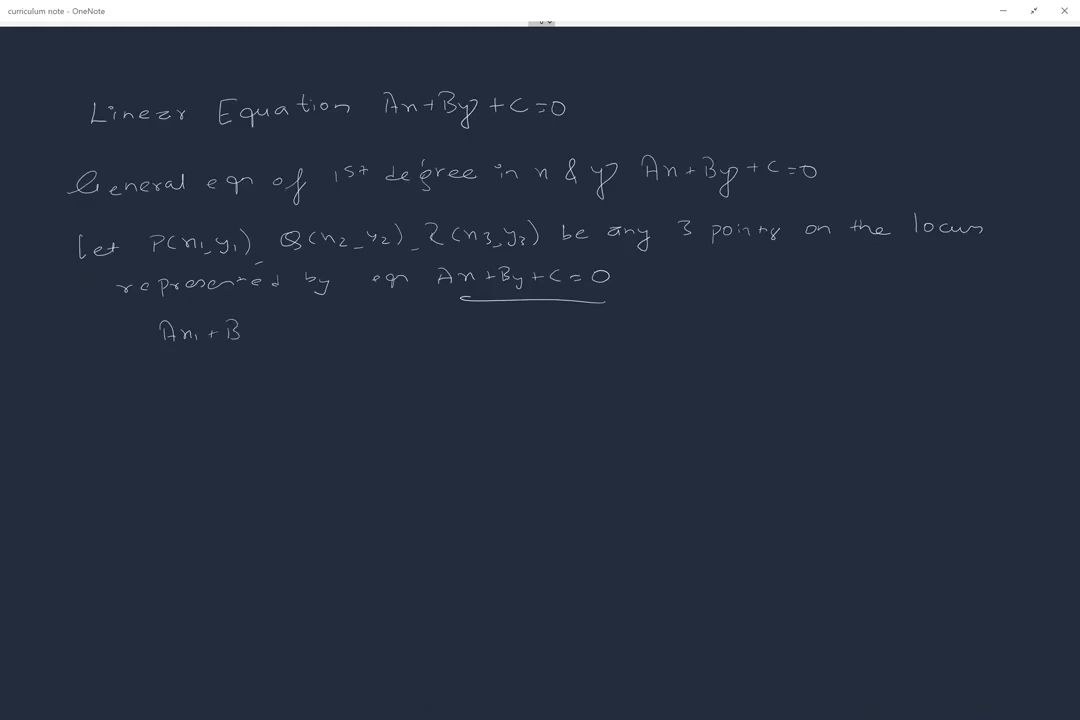 curriculum note - OneNote
Linear Equation Ax+By+C=0
General eqn of 1st degree in x & y Ax+By+C=0
Let P(x1,y1), Q(x2,y2), R(x3,y3) be any 3 points on the locus
represented by eqn Ax+By+C=0
Ax1+B